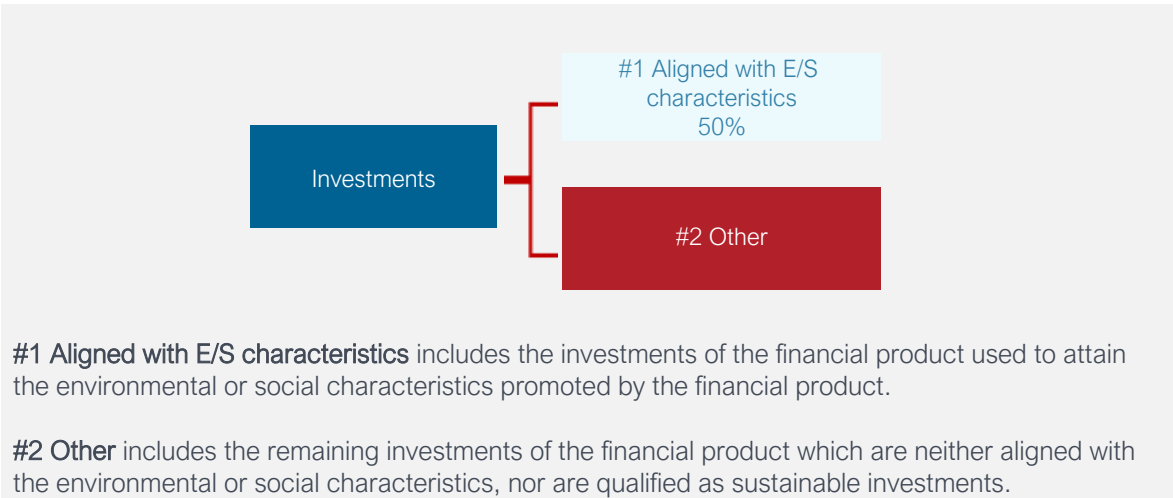 #1 Aligned with E/S
characteristics
50%
Investments
#2 Other
#1 Aligned with E/S characteristics includes the investments of the financial product used to attain
the environmental or social characteristics promoted by the financial product.
#2 Other includes the remaining investments of the financial product which are neither aligned with
the environmental or social characteristics, nor are qualified as sustainable investments.